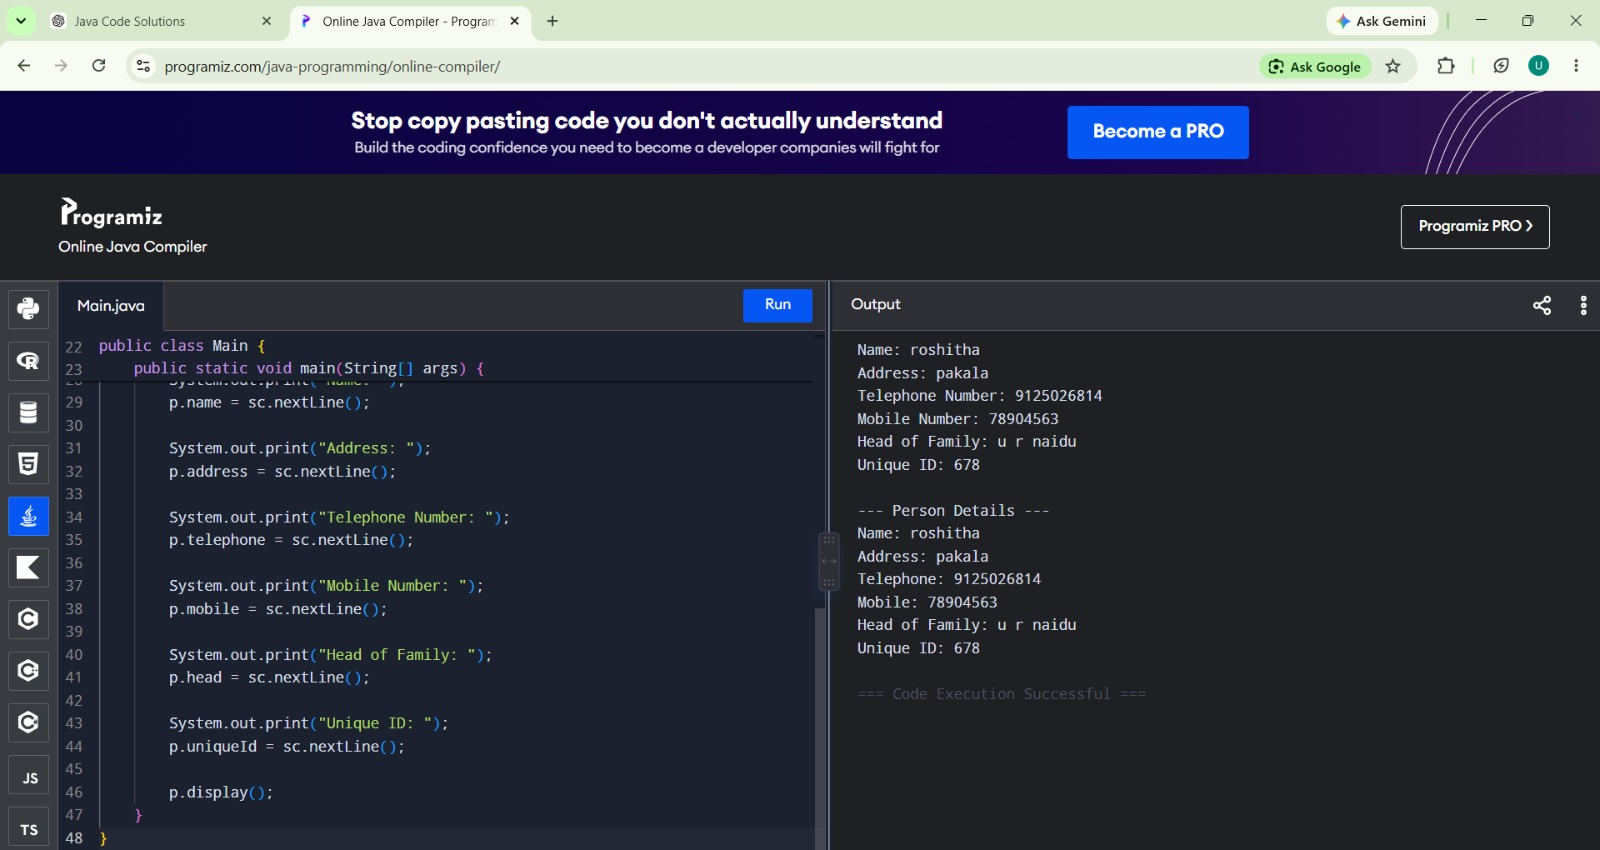 Java Code Solutions
Online Java Compiler - Program
Ask Gemini
programiz.com/java-programming/online-compiler/
Ask Google
U
Stop copy pasting code you don't actually understand
Build the coding confidence you need to become a developer companies will fight for
Become a PRO
Programiz
Online Java Compiler
Programiz PRO
Main.java
Run
Output
22 public class Main {
23 public static void main(String[] args) {
29 p.name = sc.nextLine();
30
31 System.out.print("Address: ");
32 p.address = sc.nextLine();
33
34 System.out.print("Telephone Number: ");
35 p.telephone = sc.nextLine();
36
37 System.out.print("Mobile Number: ");
38 p.mobile = sc.nextLine();
39
40 System.out.print("Head of Family: ");
41 p.head = sc.nextLine();
42
43 System.out.print("Unique ID: ");
44 p.uniqueId = sc.nextLine();
45
46 p.display();
47 }
48 }
JS
TS
Name: roshitha
Address: pakala
Telephone Number: 9125026814
Mobile Number: 78904563
Head of Family: u r naidu
Unique ID: 678
--- Person Details ---
Name: roshitha
Address: pakala
Telephone: 9125026814
Mobile: 78904563
Head of Family: u r naidu
Unique ID: 678
=== Code Execution Successful ===